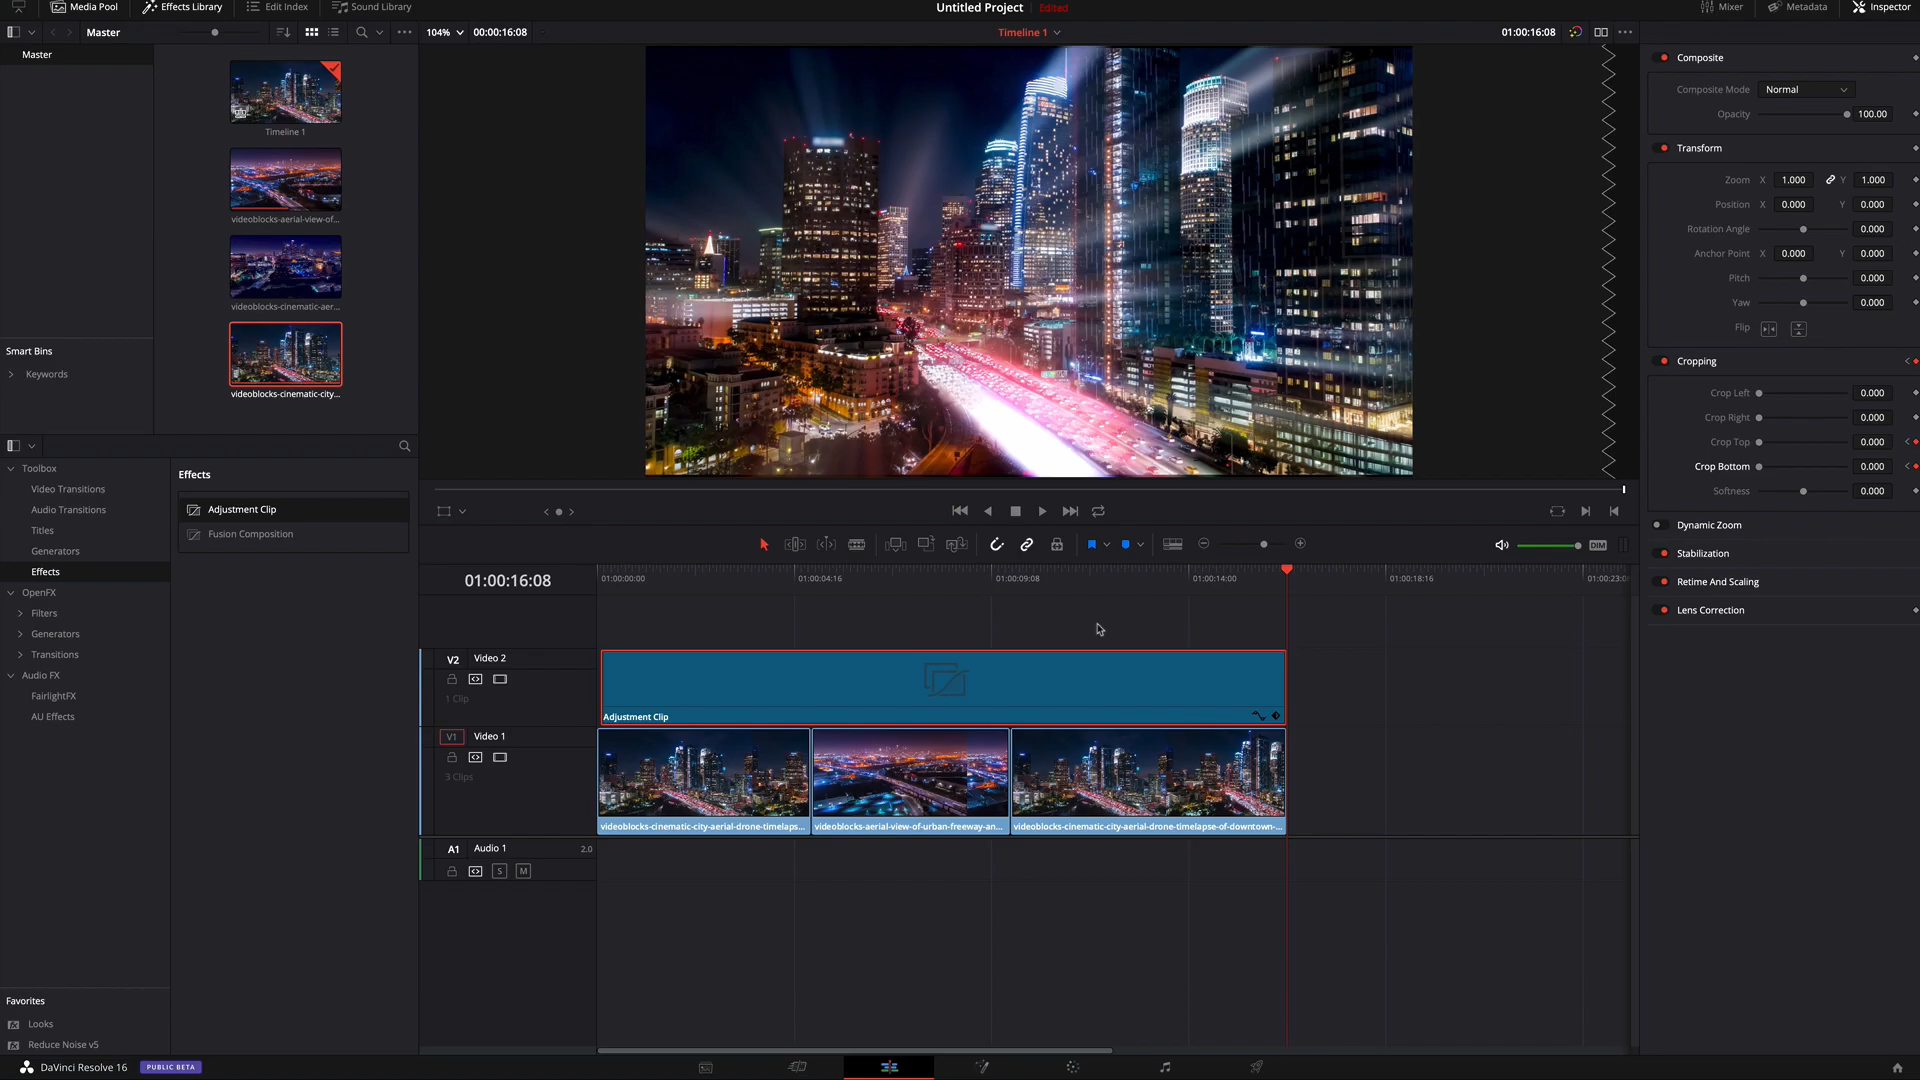 Media Pool
Effects Library
Edit Index
Sound Library
Untitled Project
Edited
Mixer
Metadata
Inspector
Master
104%
00:00:16:08
Timeline 1
01:00:16:08
Master
Timeline 1
videoblocks-aerial-view-of...
videoblocks-cinematic-aer...
videoblocks-cinematic-city...
Smart Bins
Keywords
Composite
Composite Mode Normal
Opacity 100.00
Transform
Zoom X 1.000 Y 1.000
Position X 0.000 Y 0.000
Rotation Angle 0.000
Anchor Point X 0.000 Y 0.000
Pitch 0.000
Yaw 0.000
Flip
Cropping
Crop Left 0.000
Crop Right 0.000
Crop Top 0.000
Crop Bottom 0.000
Softness 0.000
Dynamic Zoom
Stabilization
Retime And Scaling
Lens Correction
Toolbox
Video Transitions
Audio Transitions
Titles
Generators
Effects
OpenFX
Filters
Generators
Transitions
Audio FX
FairlightFX
AU Effects
Favorites
Looks
Reduce Noise v5
Effects
Adjustment Clip
Fusion Composition
DIM
01:00:16:08
01:00:00:00
01:00:04:16
01:00:09:08
01:00:14:00
01:00:18:16
01:00:23:0
V2 Video 2
1 Clip
Adjustment Clip
V1 Video 1
3 Clips
videoblocks-cinematic-city-aerial-drone-timelaps...
videoblocks-aerial-view-of-urban-freeway-an...
videoblocks-cinematic-city-aerial-drone-timelapse-of-downtown-...
A1 Audio 1 2.0
S M
DaVinci Resolve 16
PUBLIC BETA